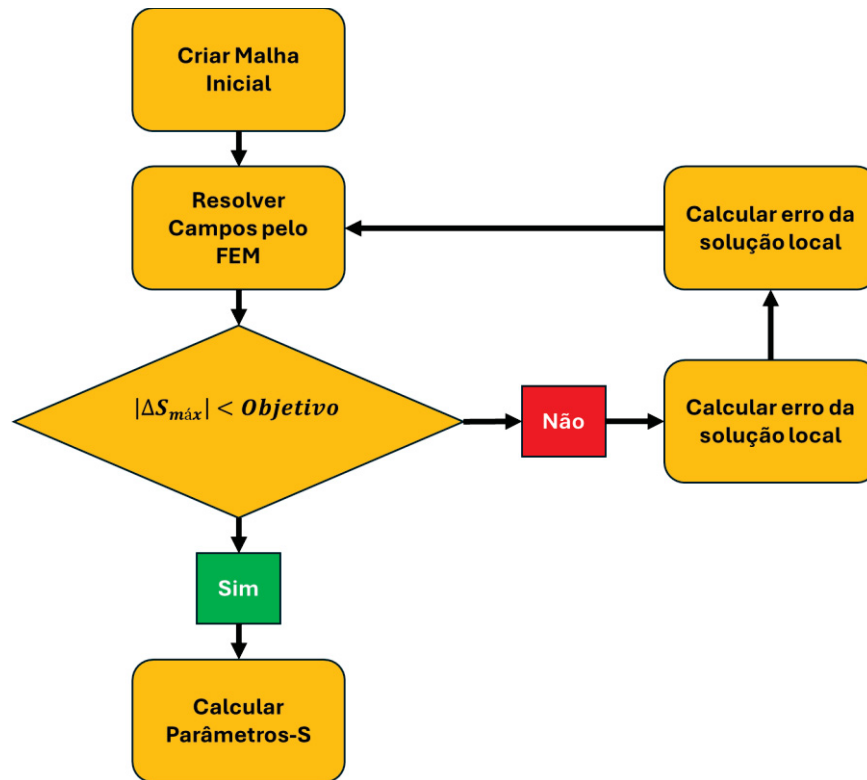 Criar Malha
Inicial
Resolver
Campos pelo
FEM
Calcular erro da
solução local
|ΔSmáx| < Objetivo
Não
Calcular erro da
solução local
Sim
Calcular
Parâmetros-S